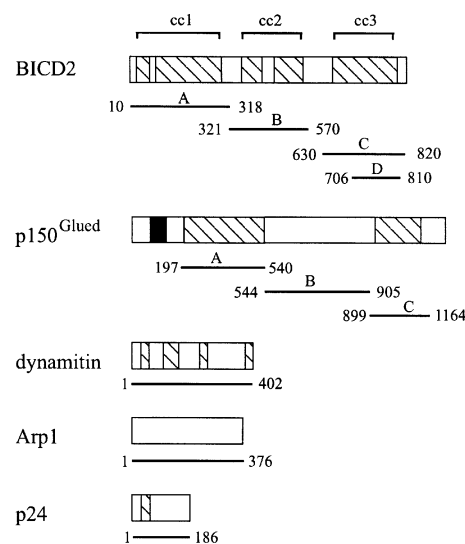 cc1 cc2 cc3
BICD2
10 A 318
321 B 570
630 C 820
706 D 810
p150Glued
197 A 540
544 B 905
899 C 1164
dynamitin
1 402
Arp1
1 376
p24
1 186